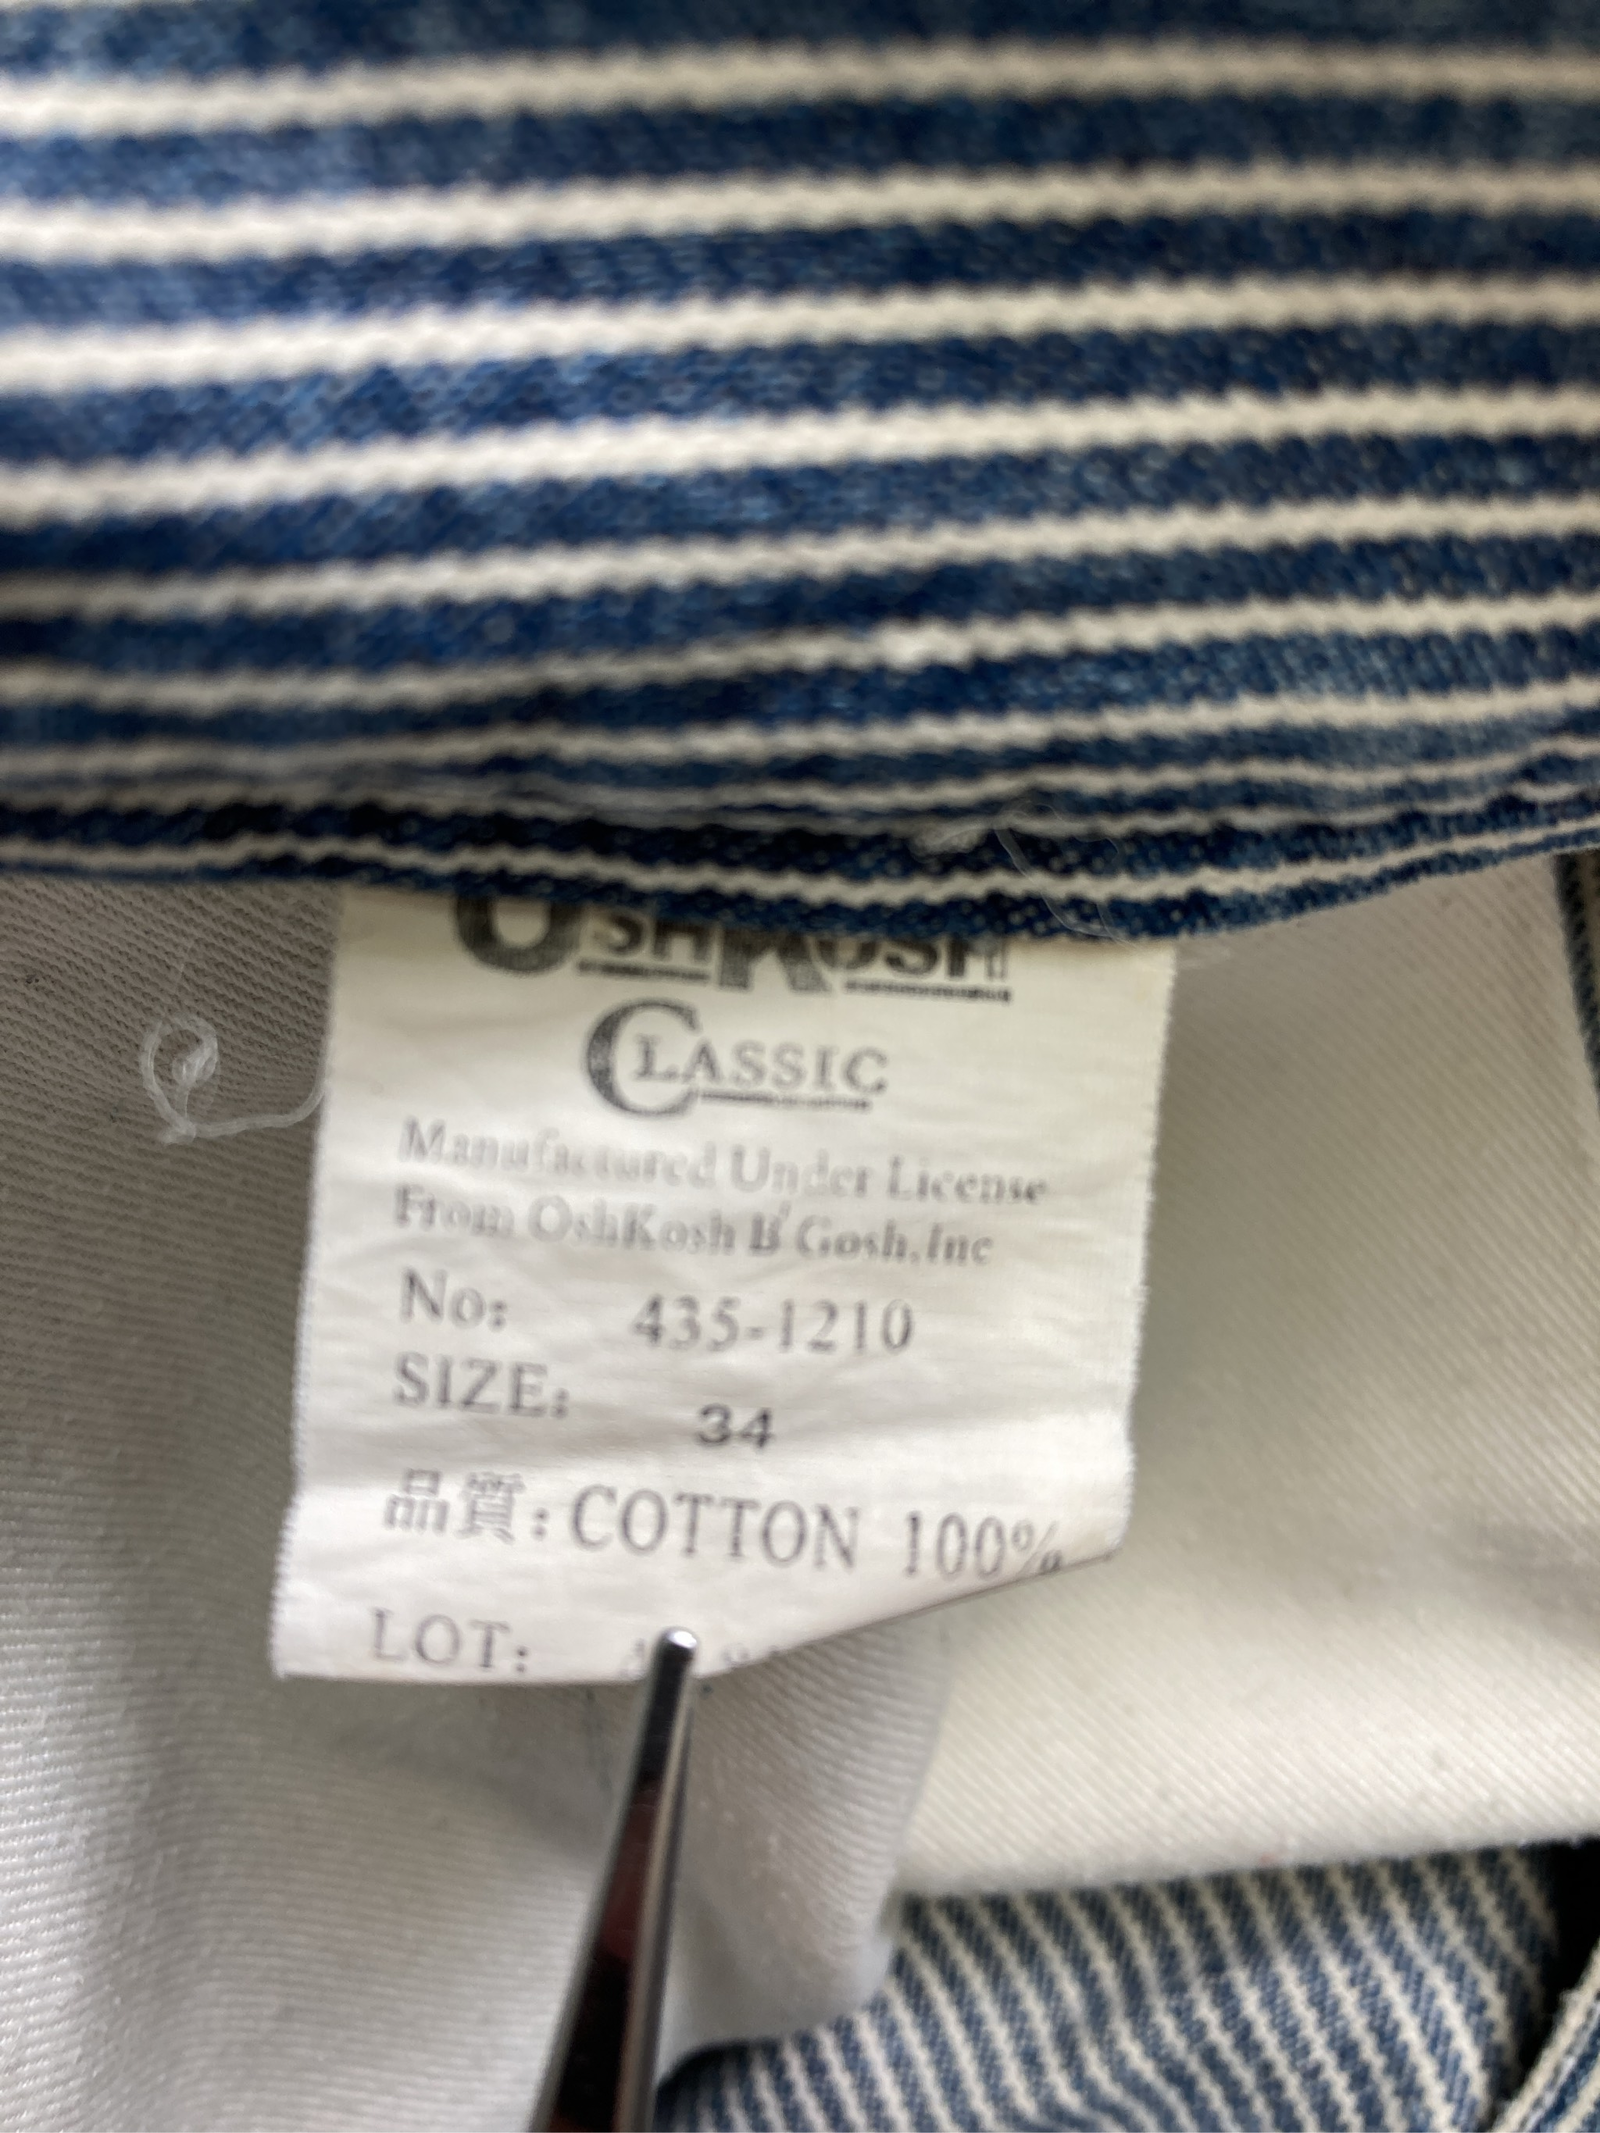 OSHKOSH
CLASSIC
Manufactured Under License
From OshKosh B'Gosh,Inc
No: 435-1210
SIZE: 34
品質:COTTON 100%
LOT: